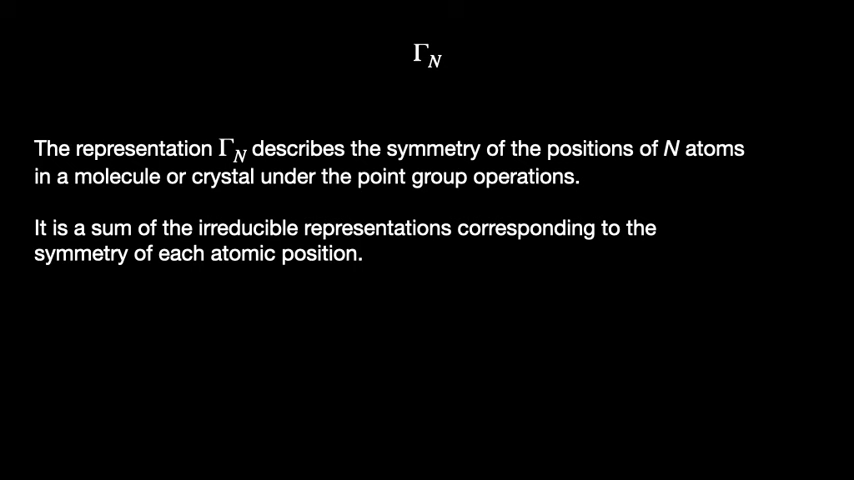 Γ_N
The representation Γ_N describes the symmetry of the positions of N atoms
in a molecule or crystal under the point group operations.
It is a sum of the irreducible representations corresponding to the
symmetry of each atomic position.